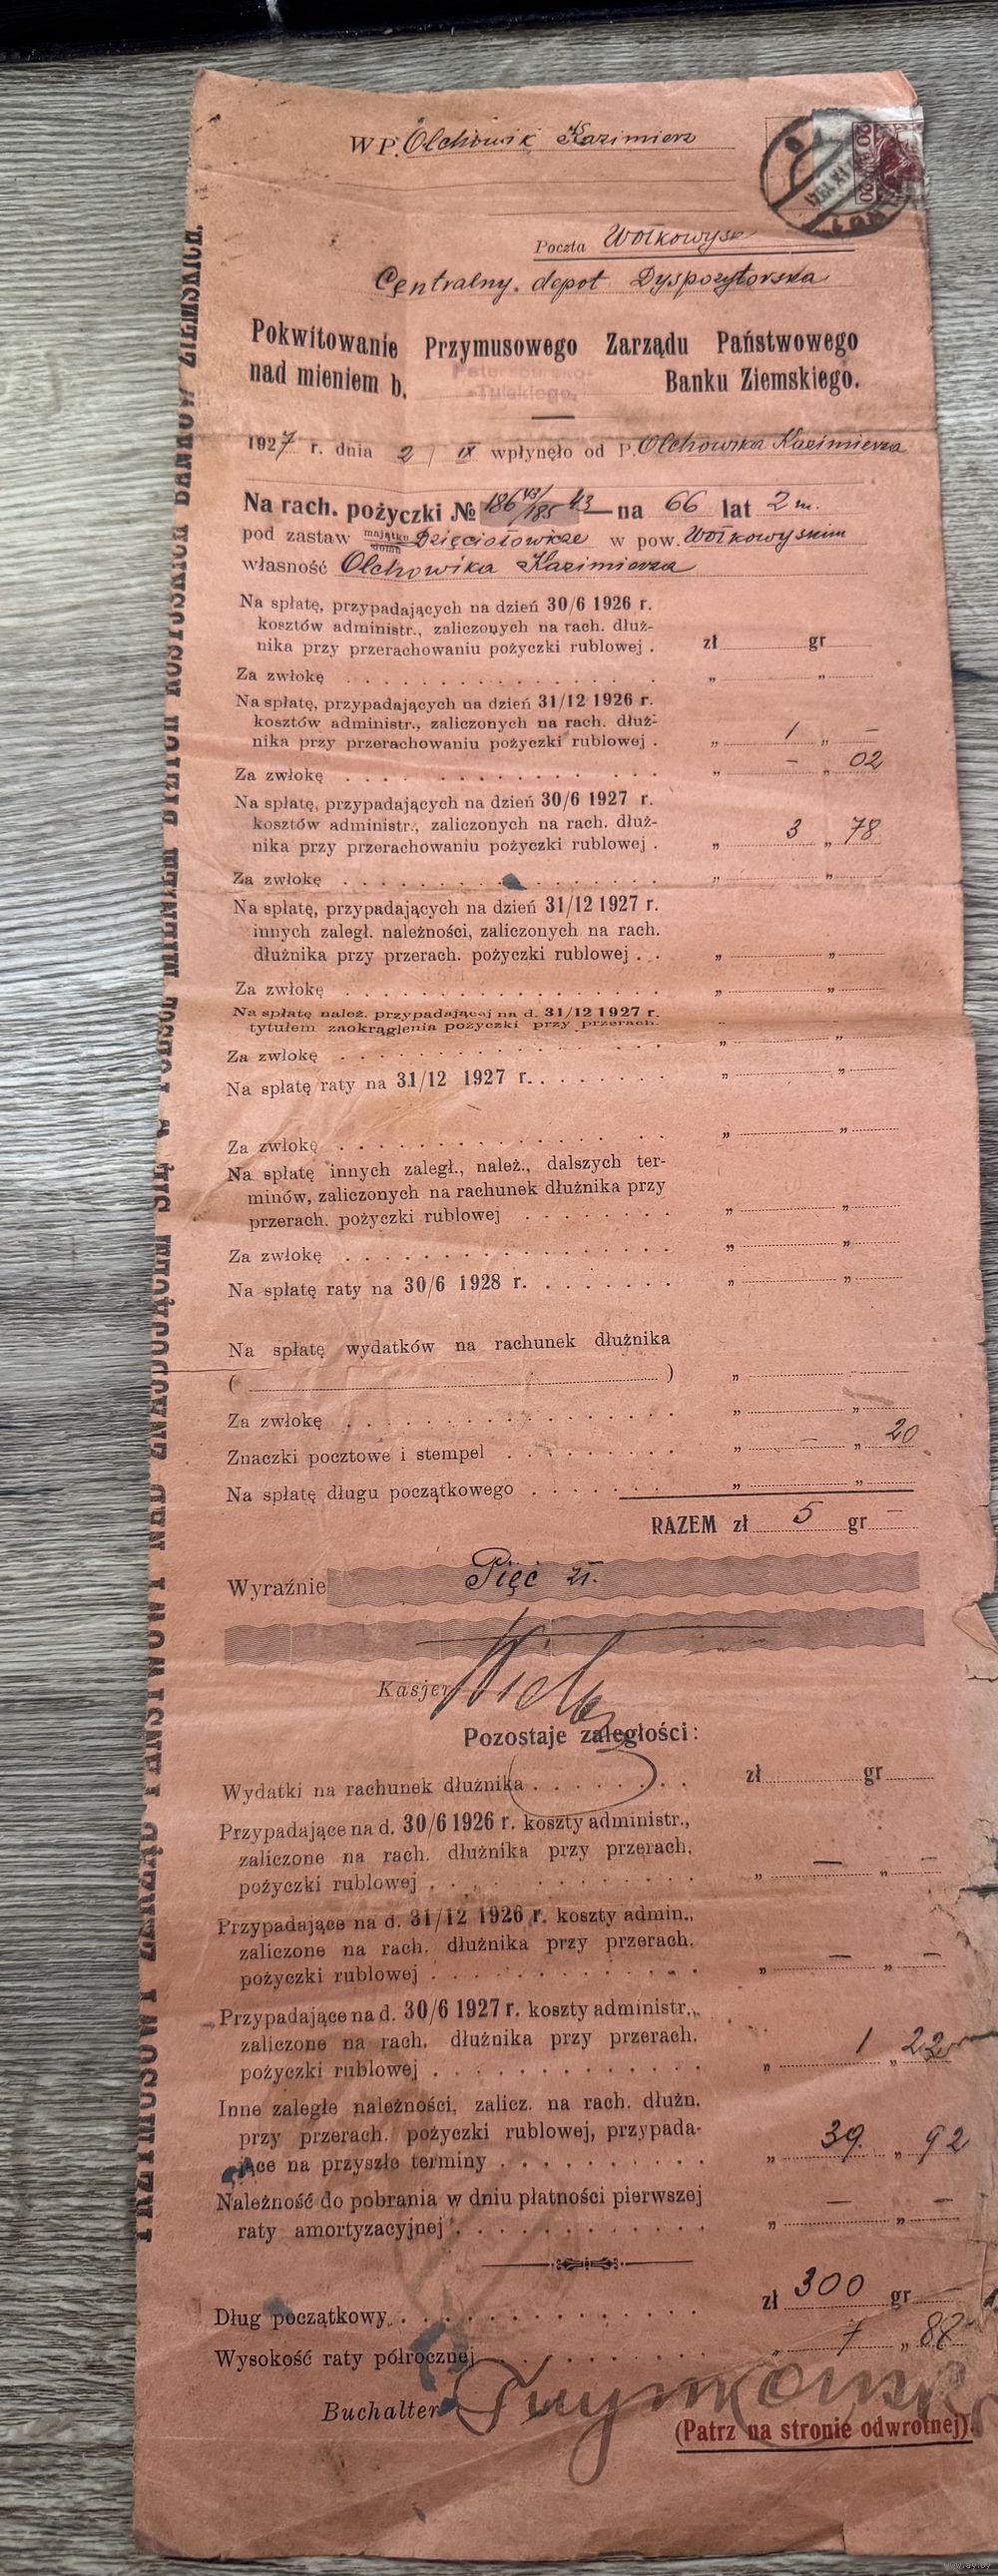 WP. Olchowik Kazimierz
Poczta Wołkowysk
Centralny. depot Dyspozytorska
Pokwitowanie Przymusowego Zarządu Państwowego
nad mieniem b. Petersbursko-Tulskiego Banku Ziemskiego.
1927 r. dnia 2 / IX wpłynęło od P. Olchowika Kazimierza
Na rach. pożyczki № 186 43/185 43 — na 66 lat 2 m.
pod zastaw majątku domu Dzięciołowicze w pow. Wołkowyskim
własność Olchowika Kazimierza
Na spłatę, przypadających na dzień 30/6 1926 r.
kosztów administr., zaliczonych na rach. dłuż-
nika przy przerachowaniu pożyczki rublowej . zł gr
Za zwłokę . . . . . . . . . . . . . . „ „
Na spłatę, przypadających na dzień 31/12 1926 r.
kosztów administr., zaliczonych na rach. dłuż-
nika przy przerachowaniu pożyczki rublowej . „ 1 „ —
Za zwłokę . . . . . . . . . . . . . „ - „ 02
Na spłatę, przypadających na dzień 30/6 1927 r.
kosztów administr., zaliczonych na rach. dłuż-
nika przy przerachowaniu pożyczki rublowej . „ 3 „ 78
Za zwłokę . . . . . . . . . . . . . „ „
Na spłatę, przypadających na dzień 31/12 1927 r.
innych zaległ. należności, zaliczonych na rach.
dłużnika przy przerach. pożyczki rublowej . . . „ „
Za zwłokę . . . . . . . . . . . . . . „ „
Na spłatę należ. przypadającej na d. 31/12 1927 r.
tytułem zaokrąglenia pożyczki przy przerach. „ „
Za zwłokę . . . . . . . . . . . . . .
Na spłatę raty na 31/12 1927 r. . . . . . . . „ „
Za zwłokę . . . . . . . . . . . . . . „ „
Na spłatę innych zaległ., należ., dalszych ter-
minów, zaliczonych na rachunek dłużnika przy
przerach. pożyczki rublowej . . . . . . . „ „
Za zwłokę . . . . . . . . . . . . . . „ „
Na spłatę raty na 30/6 1928 r. . . . . . . . „ „
Na spłatę wydatków na rachunek dłużnika
( ) „ „
Za zwłokę . . . . . . . . . . . . . . „ „
Znaczki pocztowe i stempel . . . . . . . . „ — „ 20
Na spłatę długu początkowego . . . . . . „ „
RAZEM zł 5 gr —
Wyraźnie Pięć zł.
Kasjer
Pozostaje zaległości:
Wydatki na rachunek dłużnika . . . . . . . zł gr
Przypadające na d. 30/6 1926 r. koszty administr.,
zaliczone na rach. dłużnika przy przerach.
pożyczki rublowej . . . . . . . . . . . „ — „ —
Przypadające na d. 31/12 1926 r. koszty admin.,
zaliczone na rach. dłużnika przy przerach.
pożyczki rublowej . . . . . . . . . . . „ — „ —
Przypadające na d. 30/6 1927 r. koszty administr.,
zaliczone na rach. dłużnika przy przerach.
pożyczki rublowej . . . . . . . . . . . „ 1 „ 22
Inne zaległe należności, zalicz. na rach. dłużn.
przy przerach. pożyczki rublowej, przypada-
jące na przyszłe terminy . . . . . . . . . „ 39. „ 92
Należność do pobrania w dniu płatności pierwszej
raty amortyzacyjnej . . . . . . . . . . „ — „ —
Dług początkowy . . . . . . . . . . . . zł 300 gr —
Wysokość raty półrocznej . . . . . . . . . „ 7 „ 88
Buchalter
(Patrz na stronie odwrotnej).